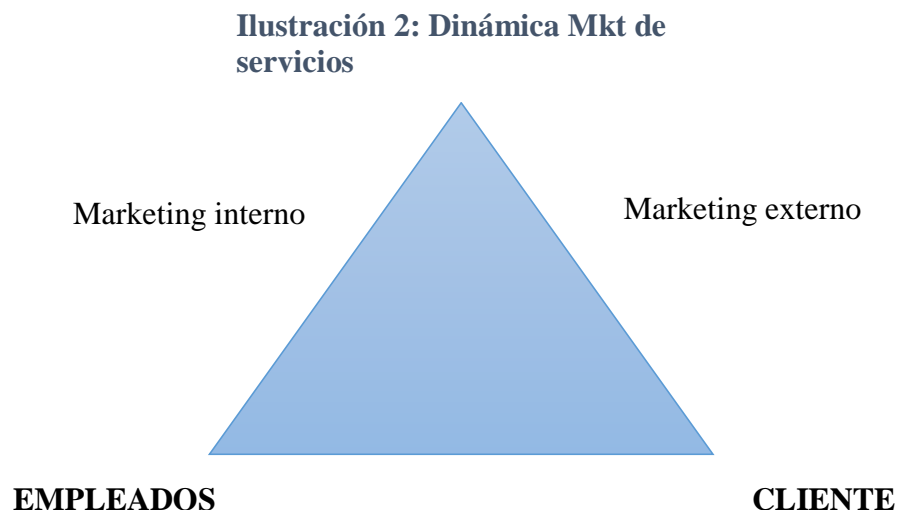 Ilustración 2: Dinámica Mkt de
servicios
Marketing interno
Marketing externo
EMPLEADOS
CLIENTE